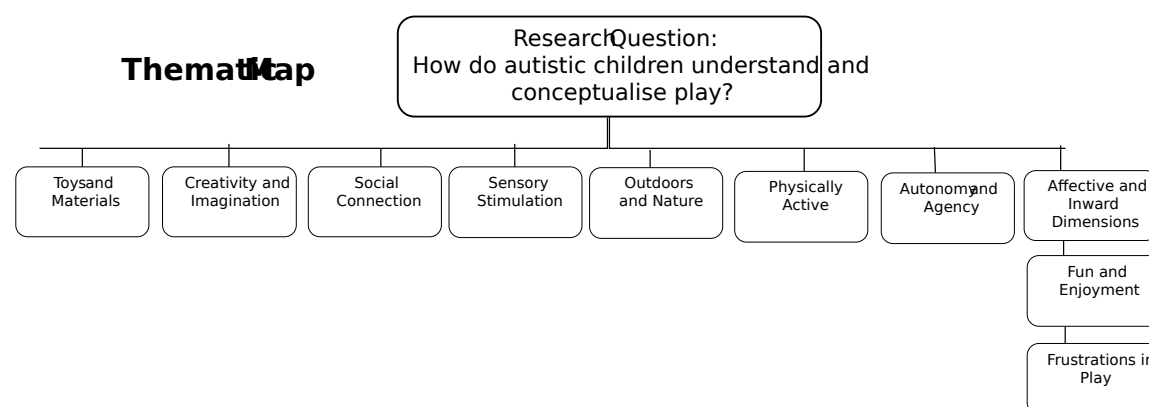 Thematic Map
Research Question:
How do autistic children understand and
conceptualise play?
Toys and
Materials
Creativity and
Imagination
Social
Connection
Sensory
Stimulation
Outdoors
and Nature
Physically
Active
Autonomy and
Agency
Affective and
Inward
Dimensions
Fun and
Enjoyment
Frustrations in
Play